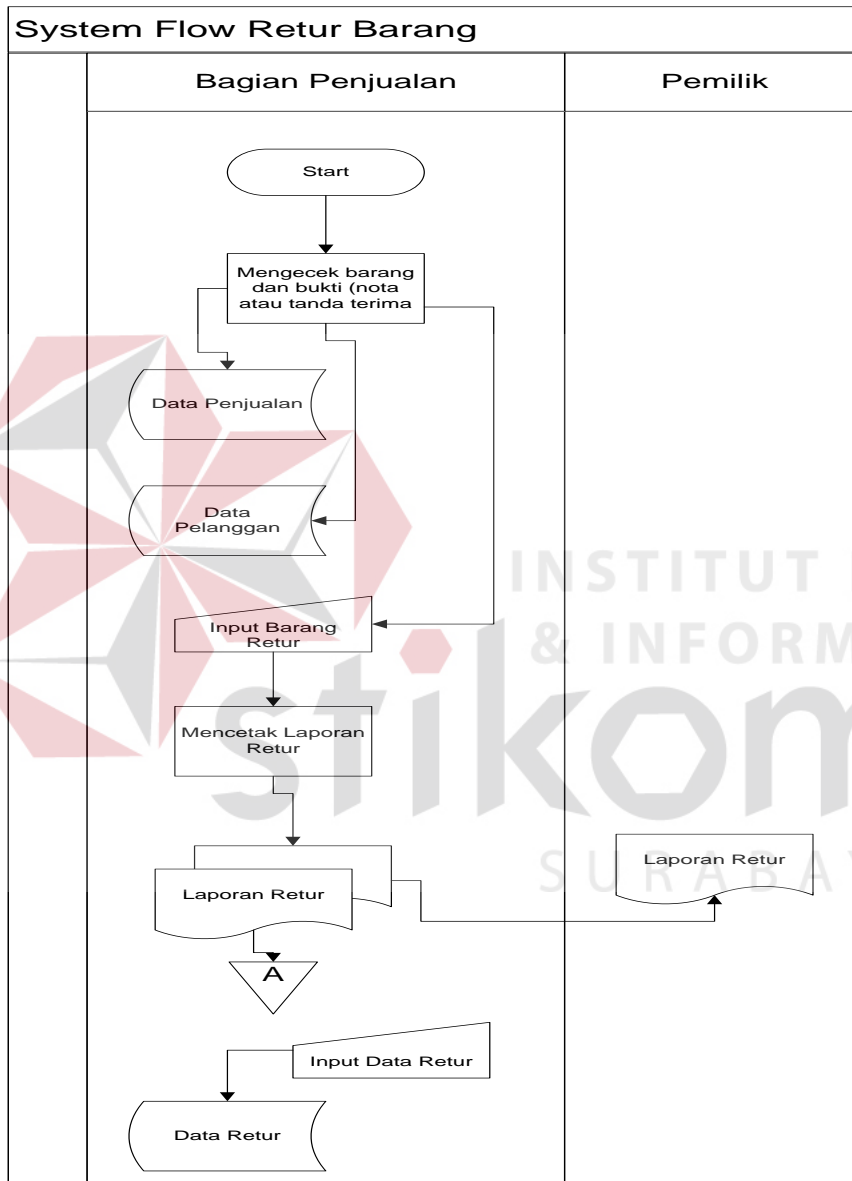 System Flow Retur Barang
Bagian Penjualan
Pemilik
Start
Mengecek barang
dan bukti (nota
atau tanda terima
Data Penjualan
Data
Pelanggan
INSTITUT
& INFORM
Input Barang
Retur
stikom
Mencetak Laporan
Retur
SURABAY
Laporan Retur
Laporan Retur
A
Input Data Retur
Data Retur